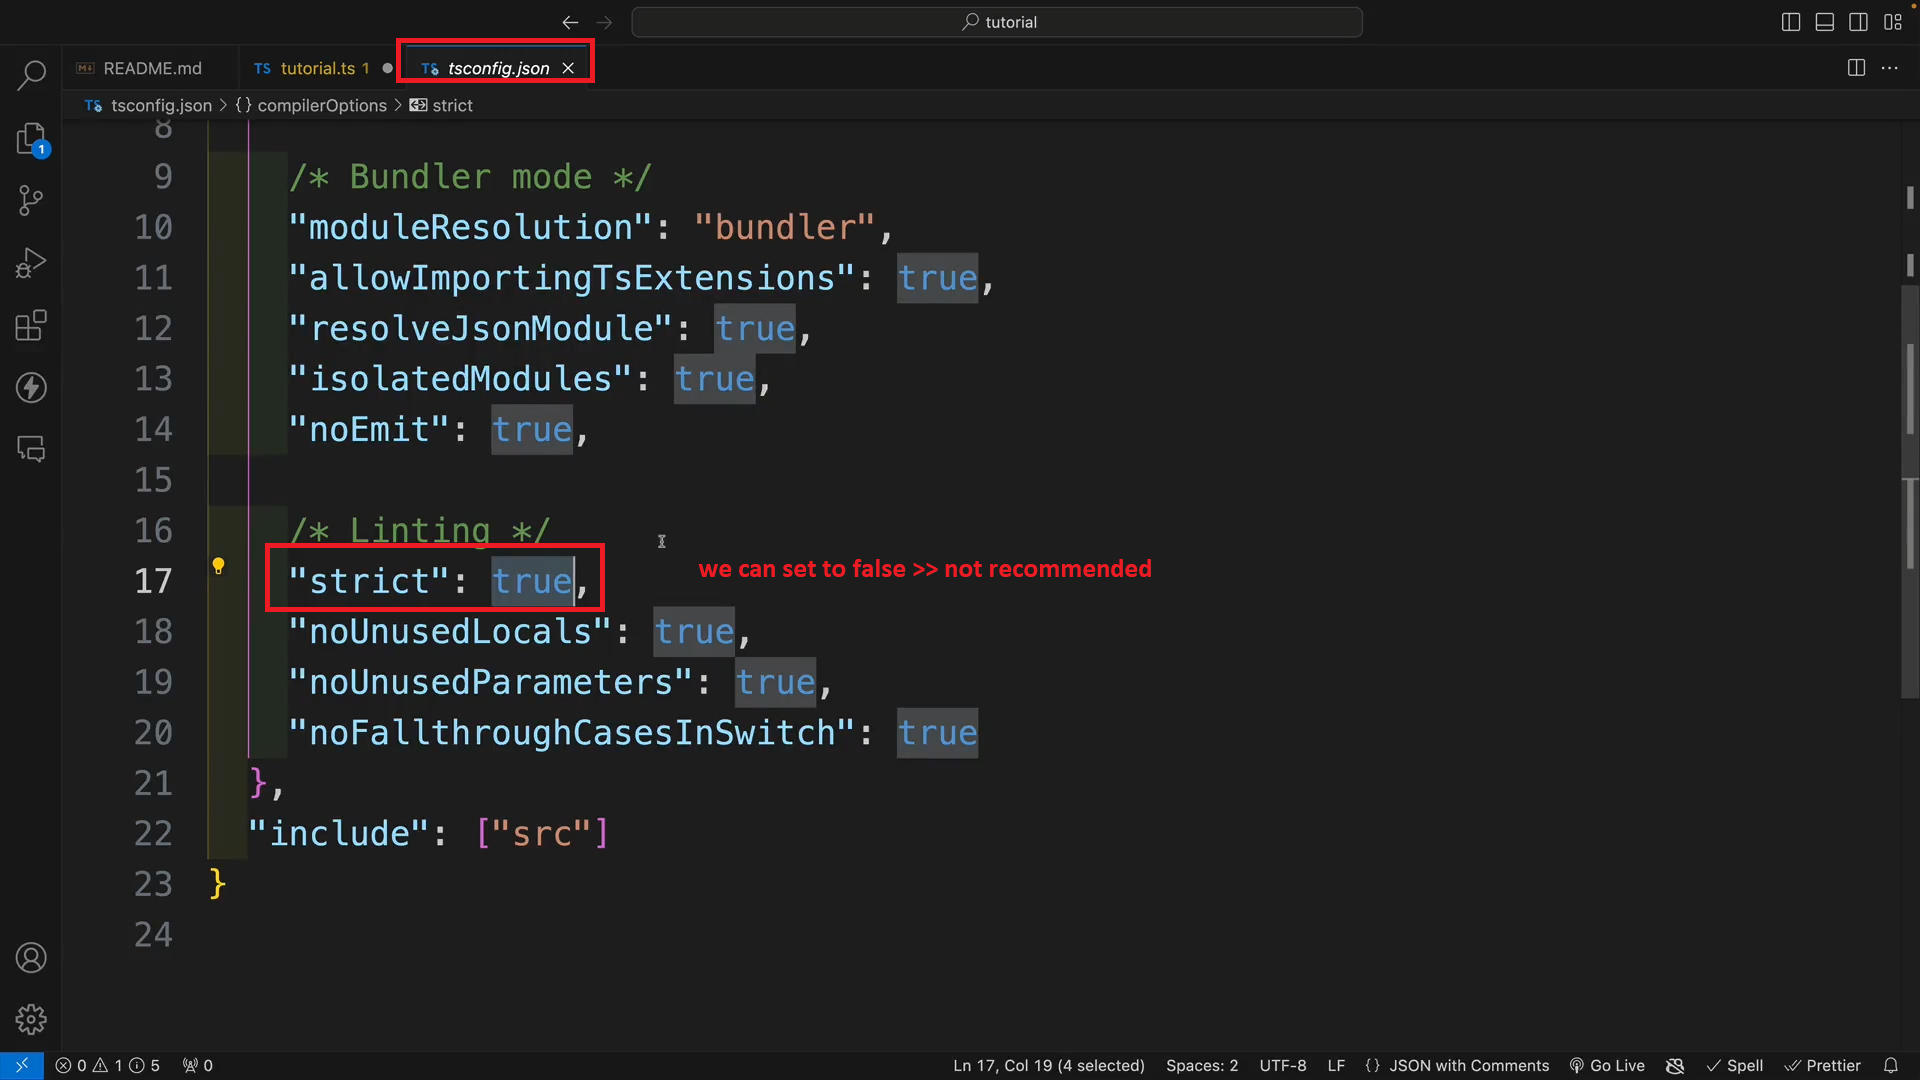 tutorial
README.md
TS tutorial.ts 1
TS tsconfig.json
TS tsconfig.json > {} compilerOptions > strict
8
9 /* Bundler mode */
10 "moduleResolution": "bundler",
11 "allowImportingTsExtensions": true,
12 "resolveJsonModule": true,
13 "isolatedModules": true,
14 "noEmit": true,
15
16 /* Linting */
17 "strict": true,
we can set to false >> not recommended
18 "noUnusedLocals": true,
19 "noUnusedParameters": true,
20 "noFallthroughCasesInSwitch": true
21 },
22 "include": ["src"]
23 }
24
1
0 1 5 0 Ln 17, Col 19 (4 selected) Spaces: 2 UTF-8 LF {} JSON with Comments Go Live Spell Prettier